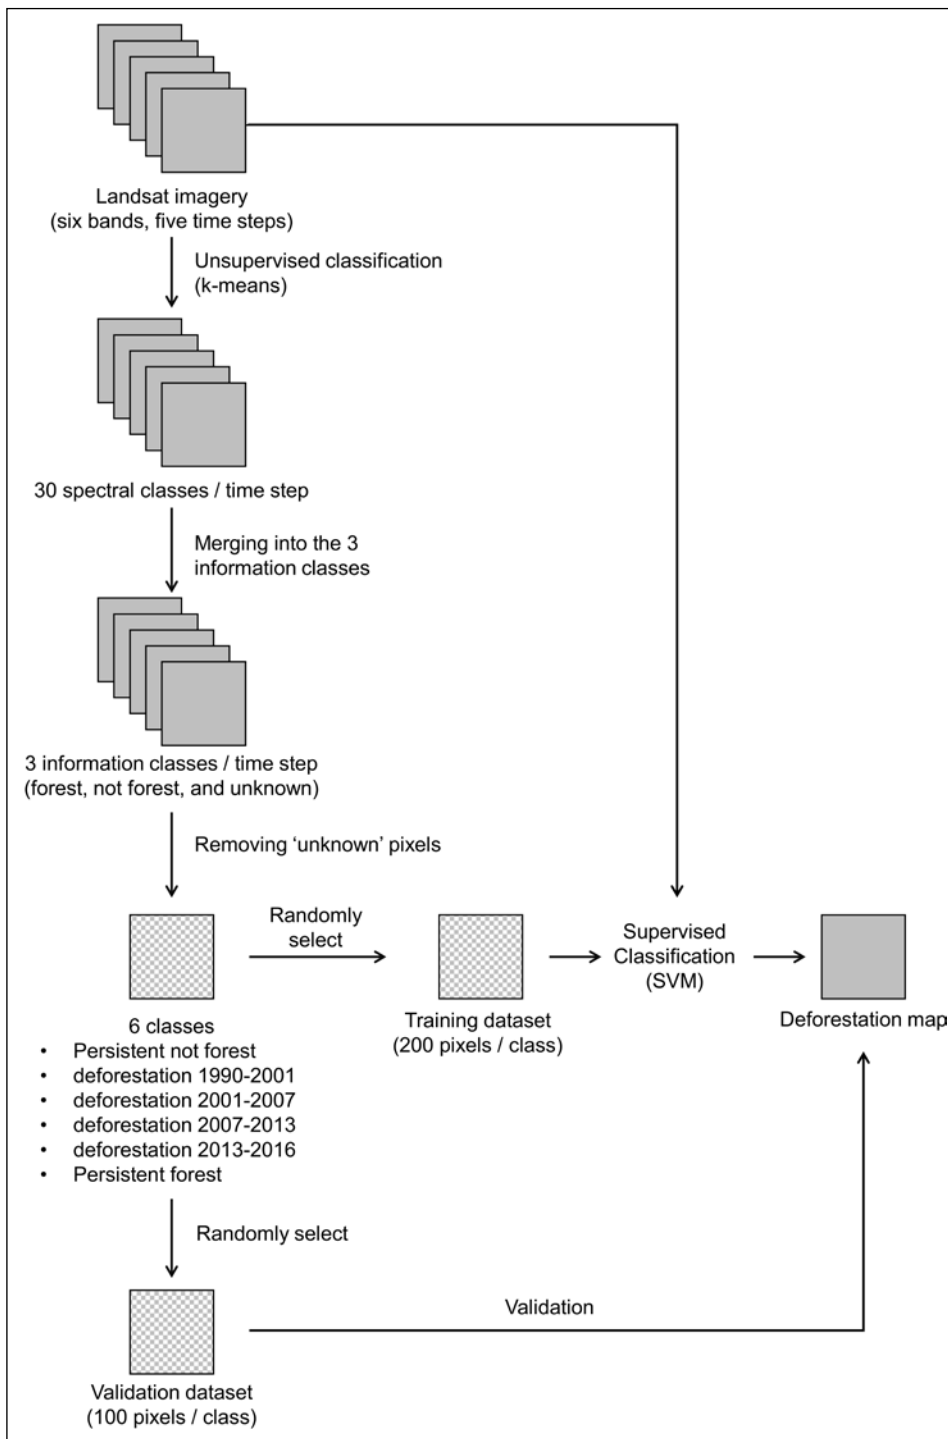 Landsat imagery
(six bands, five time steps)
Unsupervised classification
(k-means)
30 spectral classes / time step
Merging into the 3
information classes
3 information classes / time step
(forest, not forest, and unknown)
Removing ‘unknown’ pixels
Randomly
select
6 classes
• Persistent not forest
• deforestation 1990-2001
• deforestation 2001-2007
• deforestation 2007-2013
• deforestation 2013-2016
• Persistent forest
Training dataset
(200 pixels / class)
Supervised
Classification
(SVM)
Deforestation map
Randomly select
Validation dataset
(100 pixels / class)
Validation